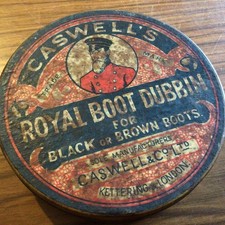 CASWELL'S
ROYAL BOOT DUBBIN
FOR
BLACK OR BROWN BOOTS
SOLE MANUFACTURERS
CASWELL & CO LTD
KETTERING & LONDON